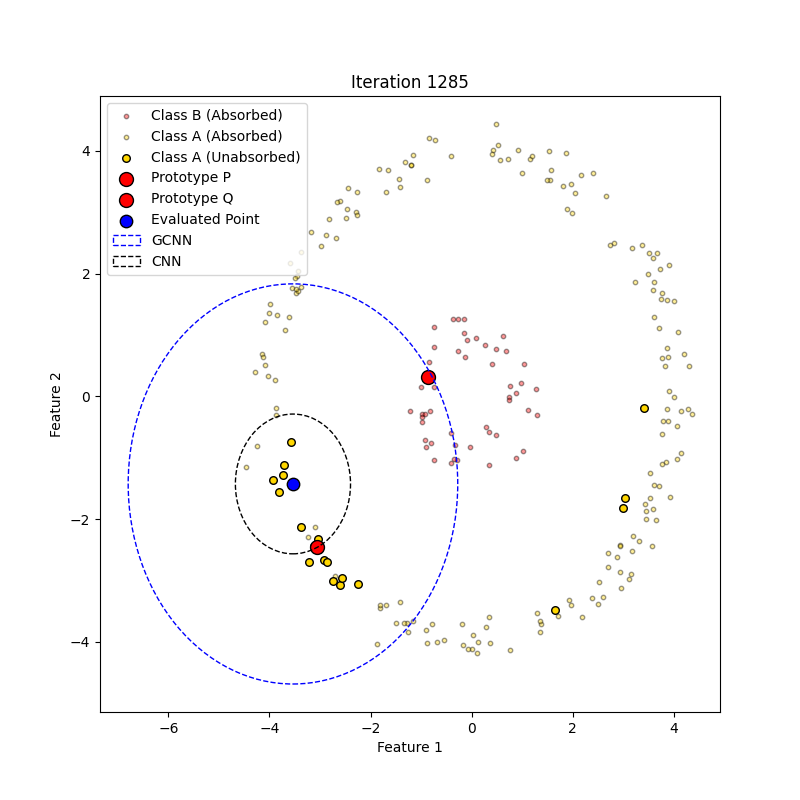 Iteration 1285
Class B (Absorbed)
Class A (Absorbed)
Class A (Unabsorbed)
Prototype P
Prototype Q
Evaluated Point
GCNN
CNN
4
2
0
−2
−4
Feature 2
−6
−4
−2
0
2
4
Feature 1